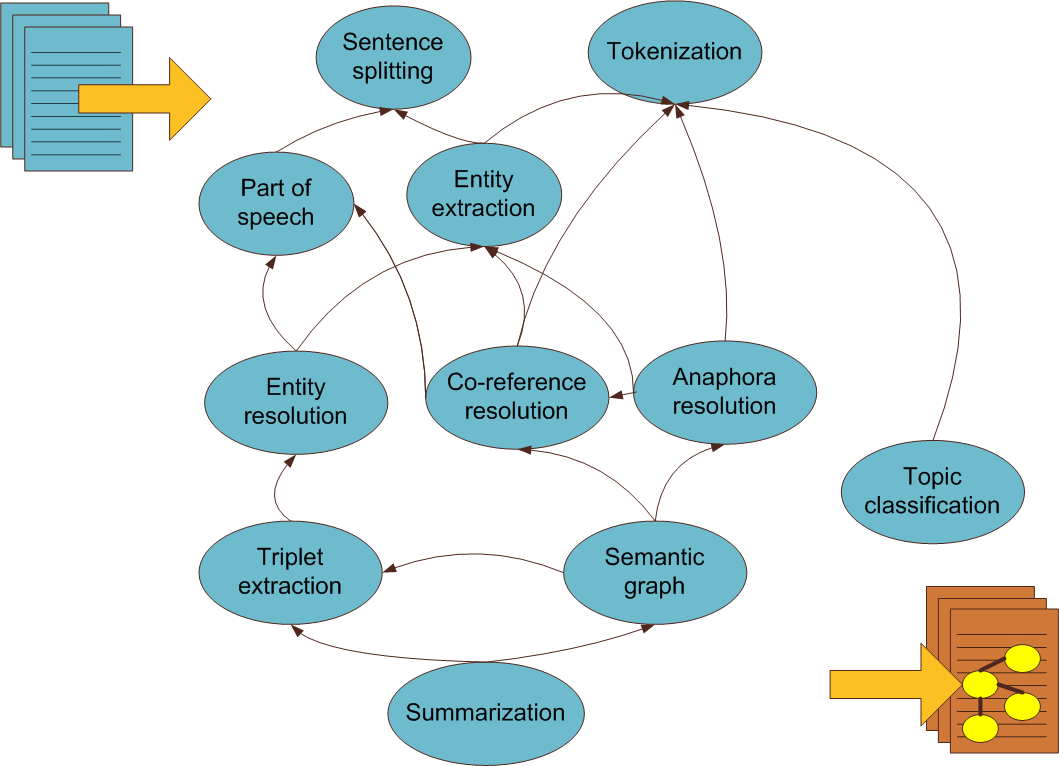 Sentence
splitting
Tokenization
Part of
speech
Entity
extraction
Entity
resolution
Co-reference
resolution
Anaphora
resolution
Topic
classification
Triplet
extraction
Semantic
graph
Summarization